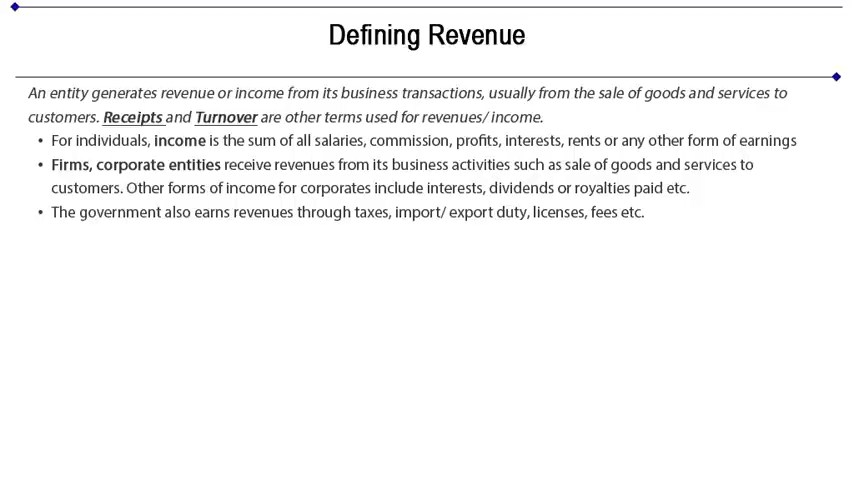 Defining Revenue
An entity generates revenue or income from its business transactions, usually from the sale of goods and services to
customers. Receipts and Turnover are other terms used for revenues/ income.
• For individuals, income is the sum of all salaries, commission, profits, interests, rents or any other form of earnings
• Firms, corporate entities receive revenues from its business activities such as sale of goods and services to
customers. Other forms of income for corporates include interests, dividends or royalties paid etc.
• The government also earns revenues through taxes, import/ export duty, licenses, fees etc.